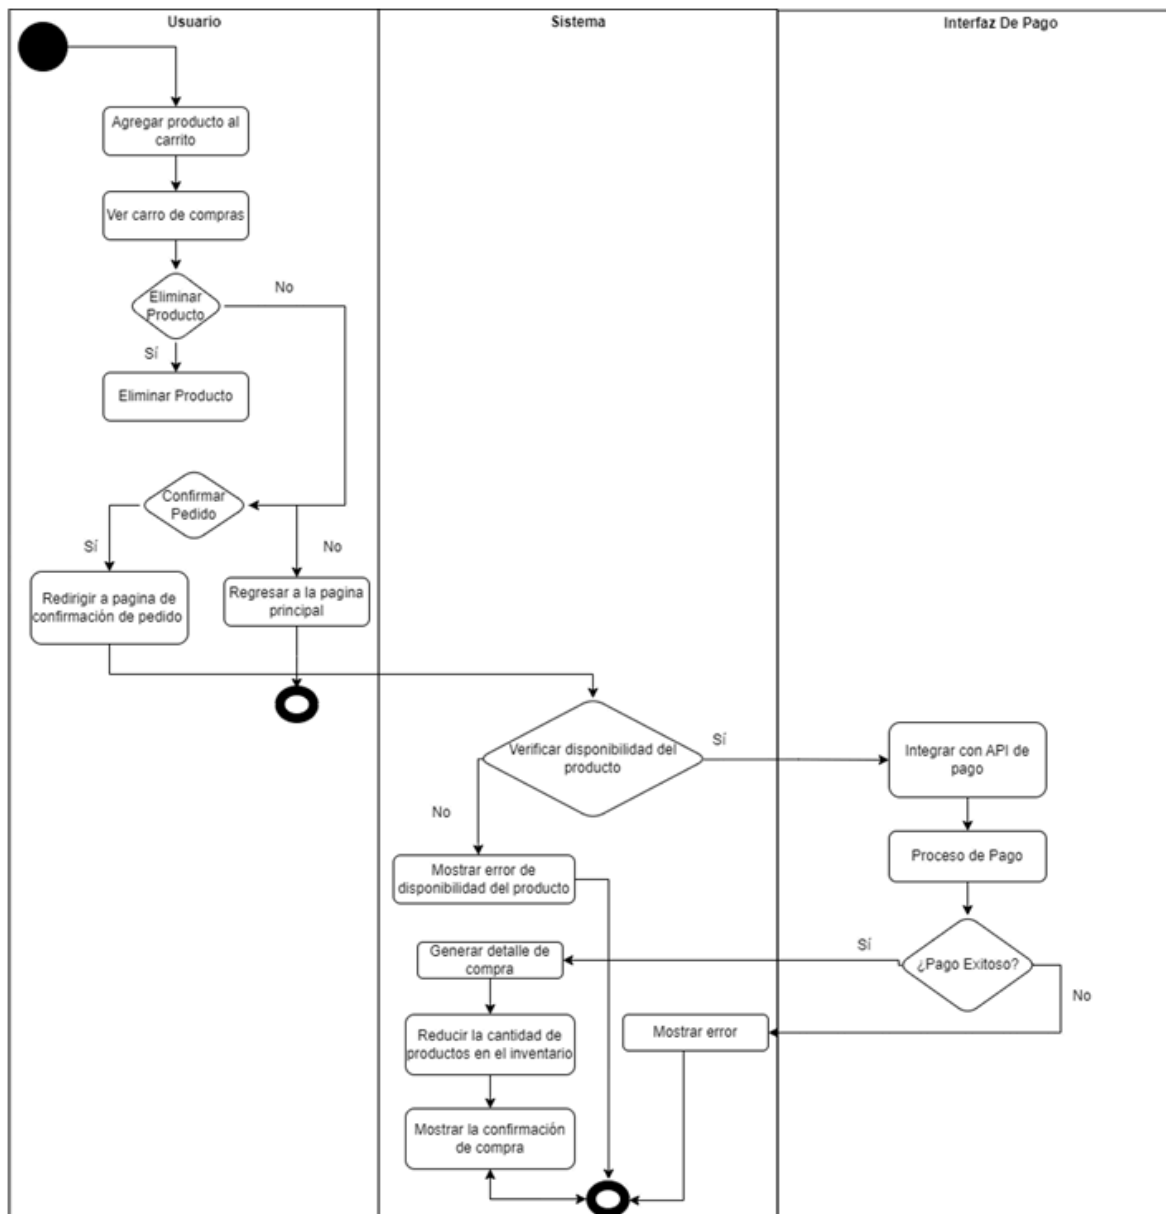 Usuario
Sistema
Interfaz De Pago
Agregar producto al
carrito
Ver carro de compras
Eliminar
Producto
No
Sí
Eliminar Producto
Confirmar
Pedido
Sí
No
Redirigir a pagina de
confirmación de pedido
Regresar a la pagina
principal
Verificar disponibilidad del
producto
Sí
No
Integrar con API de
pago
Proceso de Pago
Mostrar error de
disponibilidad del producto
¿Pago Exitoso?
Sí
No
Generar detalle de
compra
Mostrar error
Reducir la cantidad de
productos en el inventario
Mostrar la confirmación
de compra